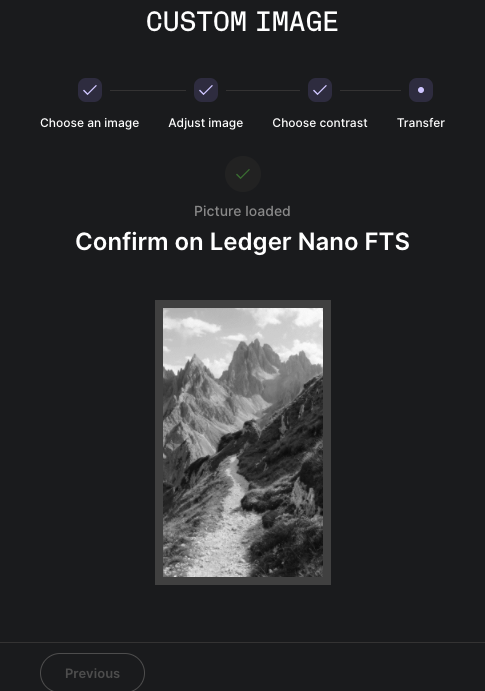 CUSTOM IMAGE
Choose an image
Adjust image
Choose contrast
Transfer
Picture loaded
Confirm on Ledger Nano FTS
Previous